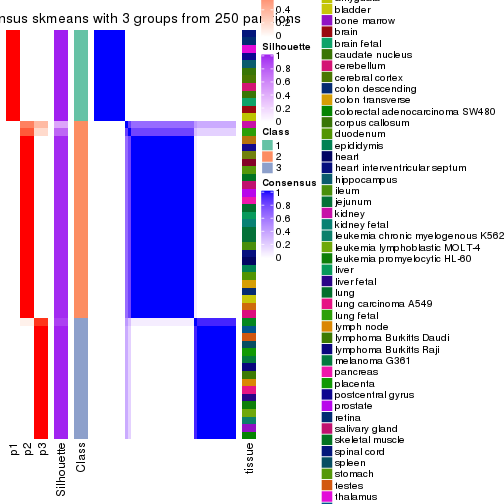 nsus skmeans with 3 groups from 250 pa
ons
p1
p2
p3
Silhouette
Class
tissue
0.4
0.2
0
Silhouette
1
0.8
0.6
0.4
0.2
0
Class
1
2
3
Consensus
1
0.8
0.6
0.4
0.2
0
bladder
bone marrow
brain
brain fetal
caudate nucleus
cerebellum
cerebral cortex
colon descending
colon transverse
colorectal adenocarcinoma SW480
corpus callosum
duodenum
epididymis
heart
heart interventricular septum
hippocampus
ileum
jejunum
kidney
kidney fetal
leukemia chronic myelogenous K562
leukemia lymphoblastic MOLT-4
leukemia promyelocytic HL-60
liver
liver fetal
lung
lung carcinoma A549
lung fetal
lymph node
lymphoma Burkitts Daudi
lymphoma Burkitts Raji
melanoma G361
pancreas
placenta
postcentral gyrus
prostate
retina
salivary gland
skeletal muscle
spinal cord
spleen
stomach
testes
thalamus